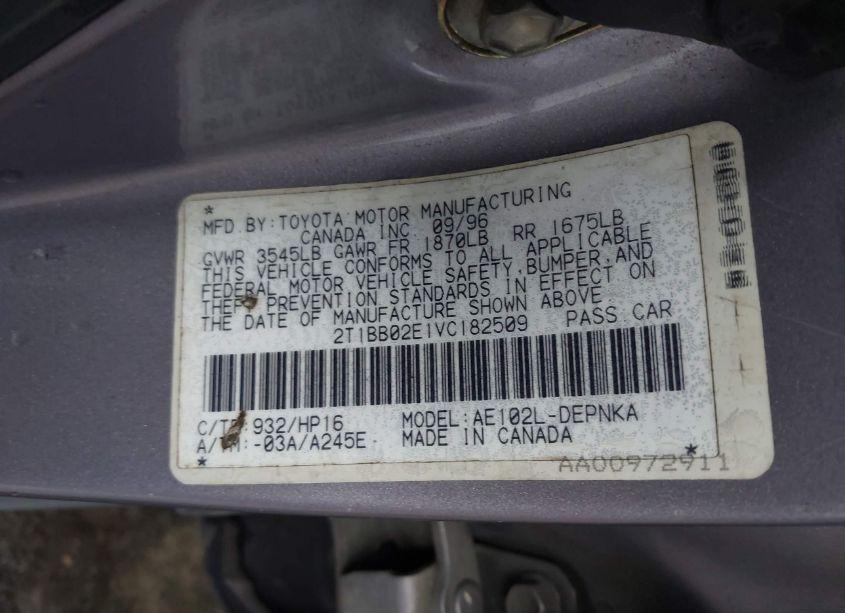 *
MFD.BY:TOYOTA MOTOR MANUFACTURING
CANADA INC 09/96
GVWR 3545LB GAWR FR 1870LB RR 1675LB
THIS VEHICLE CONFORMS TO ALL APPLICABLE
FEDERAL MOTOR VEHICLE SAFETY,BUMPER,AND
THEFT PREVENTION STANDARDS IN EFFECT ON
THE DATE OF MANUFACTURE SHOWN ABOVE.
2T1BB02E1VC182509 PASS CAR
C/TR 932/HP16 MODEL:AE102L-DEPNKA
A/TM -03A/A245E MADE IN CANADA
* *
AA00972911